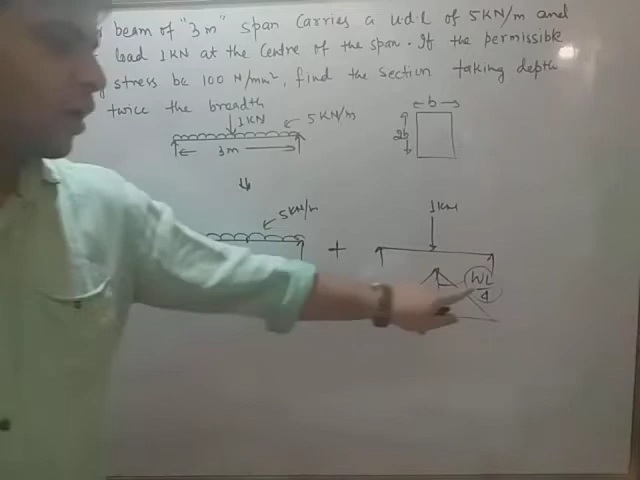 beam of "3m" span carries a u.d.l of 5KN/m and
load 1KN at the centre of the span. If the permissible
stress be 100 N/mm², find the section taking depth
twice the breadth
1KN
5KN/m
3m
b
2b
5KN/m
+
1KN
WL
4